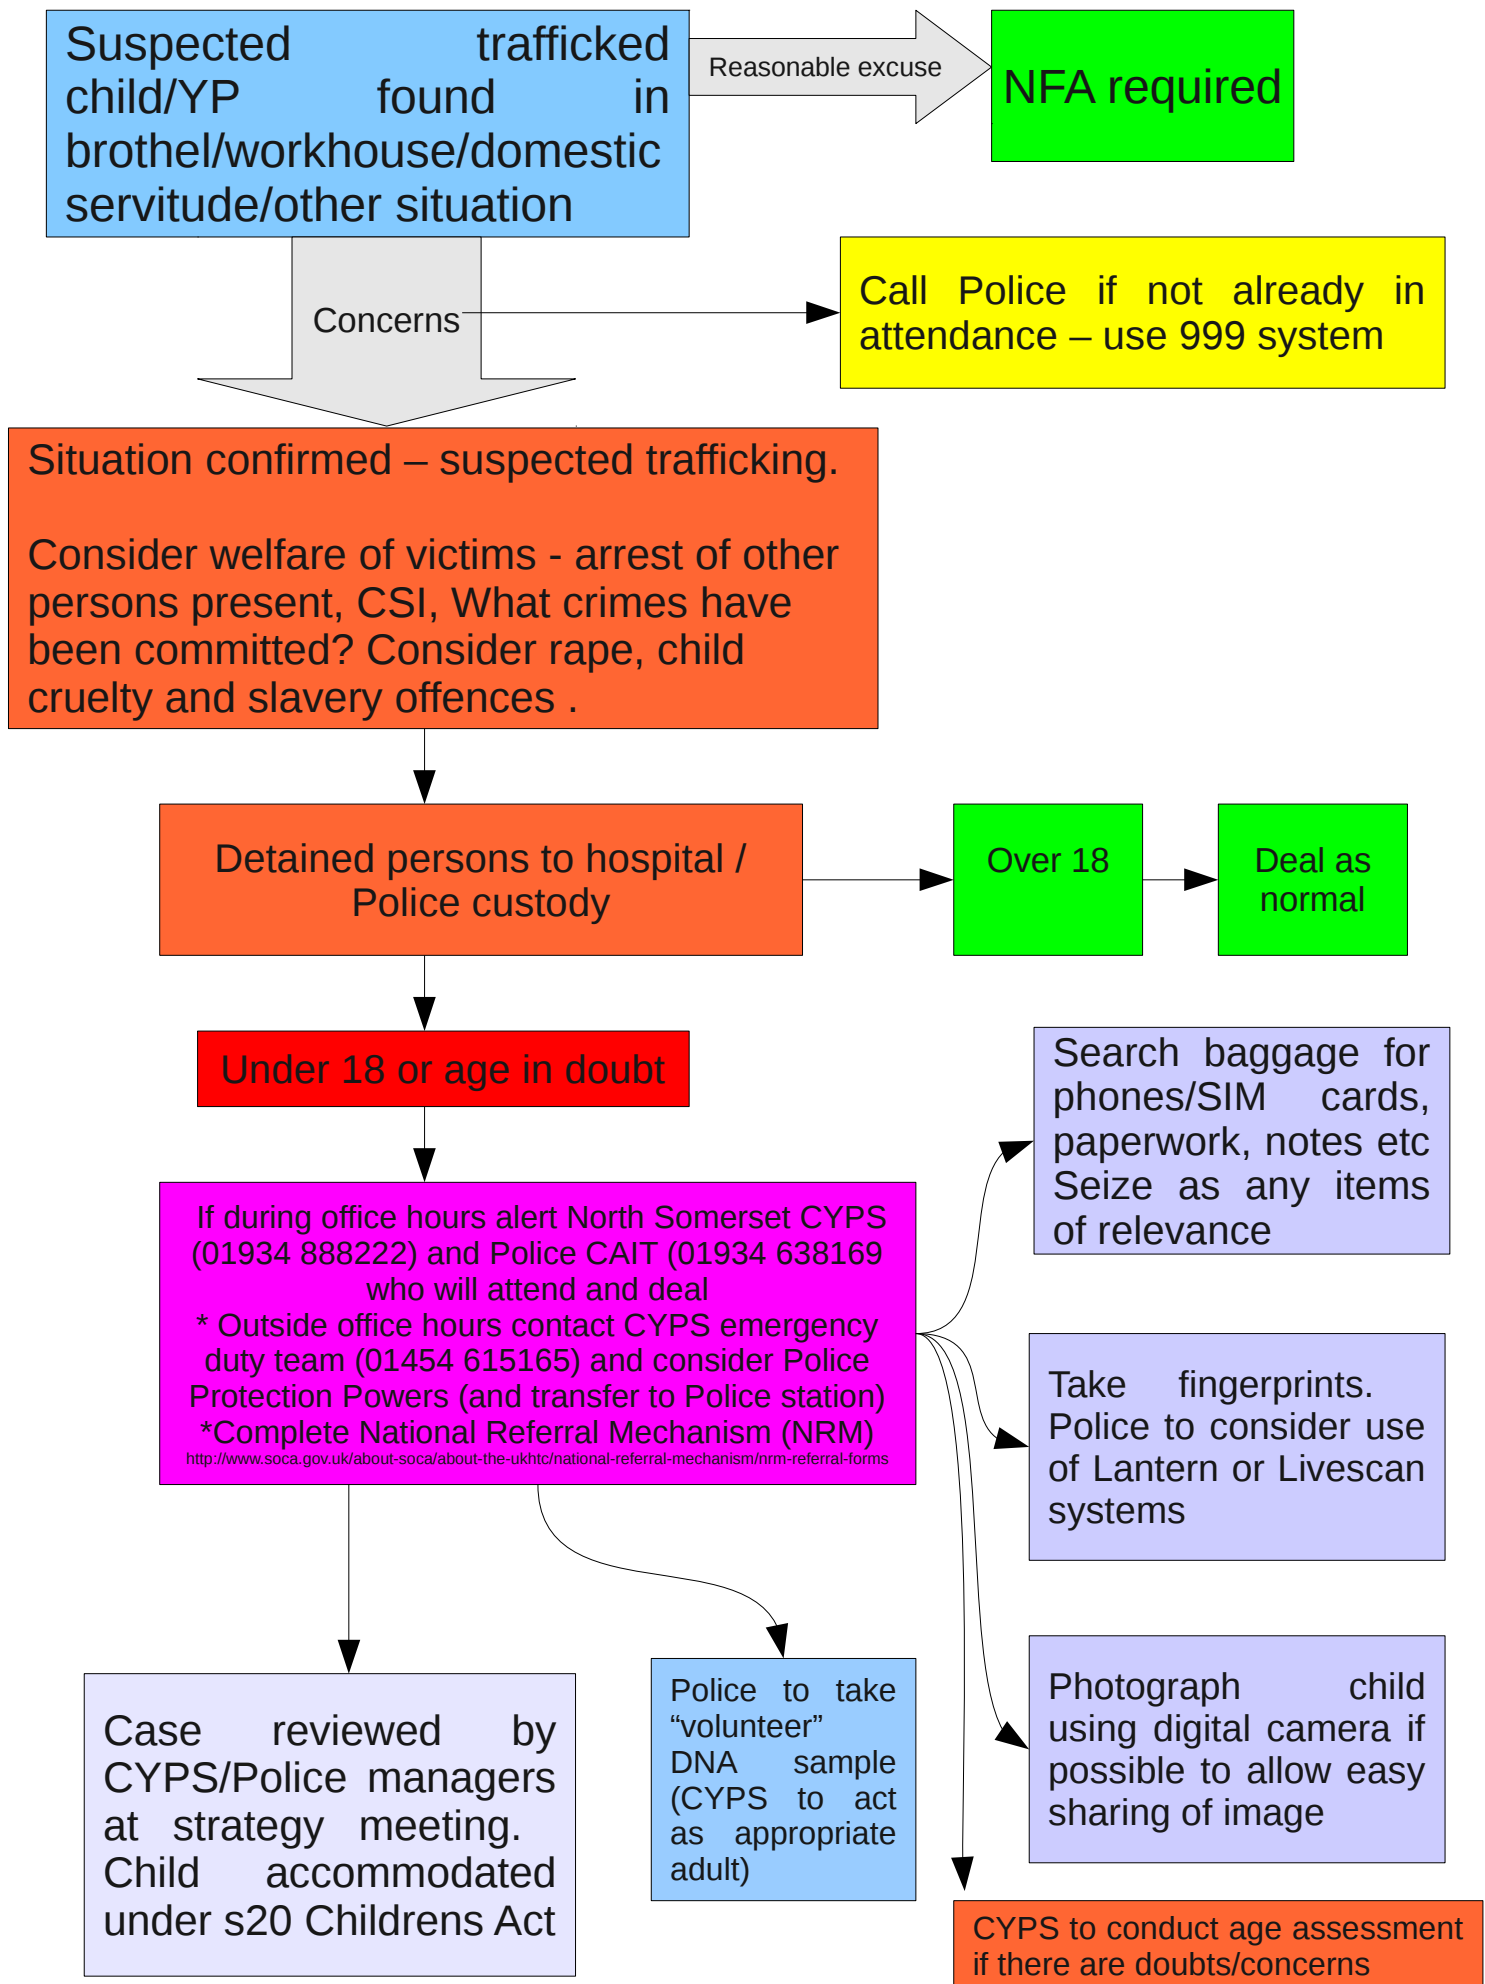 Suspected trafficked
child/YP found in
brothel/workhouse/domestic
servitude/other situation
Reasonable excuse
NFA required
Concerns
Call Police if not already in
attendance – use 999 system
Situation confirmed – suspected trafficking.
Consider welfare of victims - arrest of other
persons present, CSI, What crimes have
been committed? Consider rape, child
cruelty and slavery offences .
Detained persons to hospital /
Police custody
Over 18
Deal as
normal
Under 18 or age in doubt
If during office hours alert North Somerset CYPS
(01934 888222) and Police CAIT (01934 638169
who will attend and deal
* Outside office hours contact CYPS emergency
duty team (01454 615165) and consider Police
Protection Powers (and transfer to Police station)
*Complete National Referral Mechanism (NRM)
http://www.soca.gov.uk/about-soca/about-the-ukhtc/national-referral-mechanism/nrm-referral-forms
Search baggage for
phones/SIM cards,
paperwork, notes etc
Seize as any items
of relevance
Take fingerprints.
Police to consider use
of Lantern or Livescan
systems
Photograph child
using digital camera if
possible to allow easy
sharing of image
Case reviewed by
CYPS/Police managers
at strategy meeting.
Child accommodated
under s20 Childrens Act
Police to take
“volunteer”
DNA sample
(CYPS to act
as appropriate
adult)
CYPS to conduct age assessment
if there are doubts/concerns